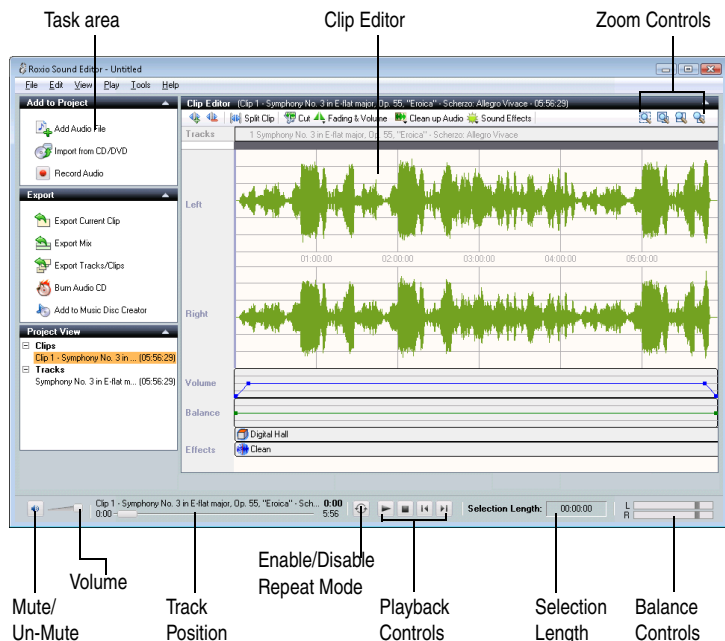 Task area
Clip Editor
Zoom Controls
Roxio Sound Editor - Untitled
File Edit View Play Tools Help
Add to Project
Add Audio File
Import from CD/DVD
Record Audio
Export
Export Current Clip
Export Mix
Export Tracks/Clips
Burn Audio CD
Add to Music Disc Creator
Project View
Clips
Clip 1 - Symphony No. 3 in ... (05:56:29)
Tracks
Symphony No. 3 in E-flat m... (05:56:29)
Clip Editor (Clip 1 - Symphony No. 3 in E-flat major, Op. 55, "Eroica" - Scherzo: Allegro Vivace - 05:56:29)
Split Clip Cut Fading & Volume Clean up Audio Sound Effects
Tracks 1 Symphony No. 3 in E-flat major, Op. 55, "Eroica" - Scherzo: Allegro Vivace
Left
01:00:00 02:00:00 03:00:00 04:00:00 05:00:00
Right
Volume
Balance
Digital Hall
Effects Clean
Clip 1 - Symphony No. 3 in E-flat major, Op. 55, "Eroica" - Sch... 0:00
0:00 5:56
Selection Length: 00:00:00
L
R
Mute/
Un-Mute
Volume
Track
Position
Enable/Disable
Repeat Mode
Playback
Controls
Selection
Length
Balance
Controls